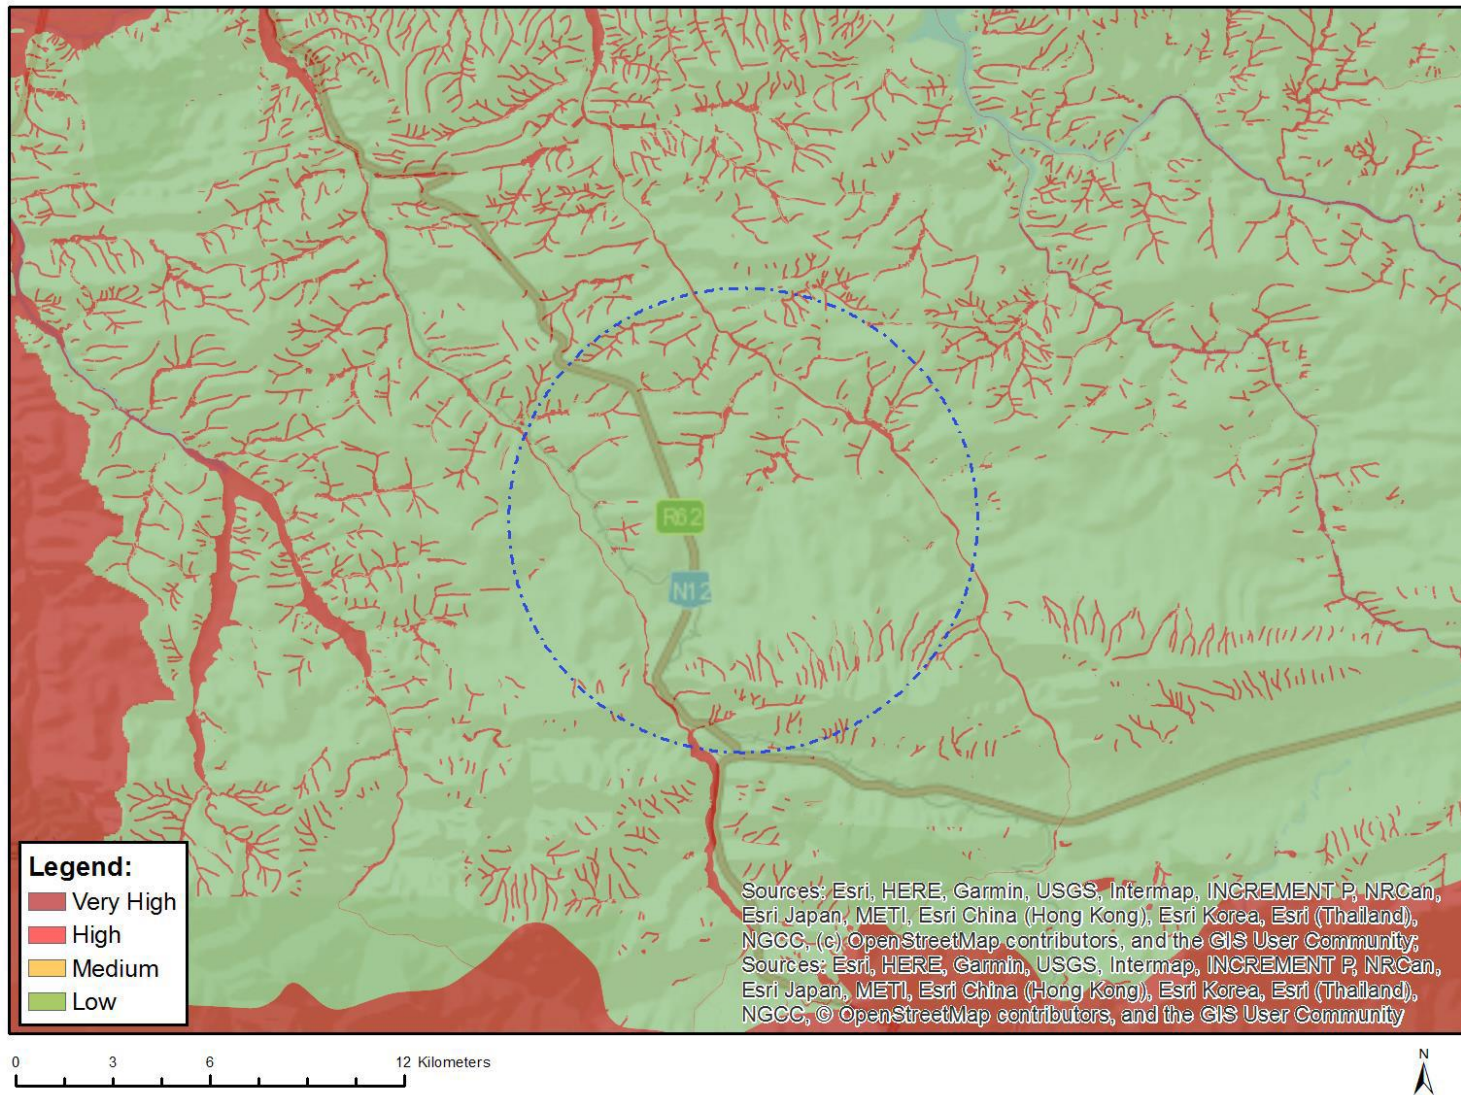 R62
N12
Legend:
Very High
High
Medium
Low
Sources: Esri, HERE, Garmin, USGS, Intermap, INCREMENT P, NRCan,
Esri Japan, METI, Esri China (Hong Kong), Esri Korea, Esri (Thailand),
NGCC, (c) OpenStreetMap contributors, and the GIS User Community;
Sources: Esri, HERE, Garmin, USGS, Intermap, INCREMENT P, NRCan,
Esri Japan, METI, Esri China (Hong Kong), Esri Korea, Esri (Thailand),
NGCC, © OpenStreetMap contributors, and the GIS User Community
0 3 6 12 Kilometers
N